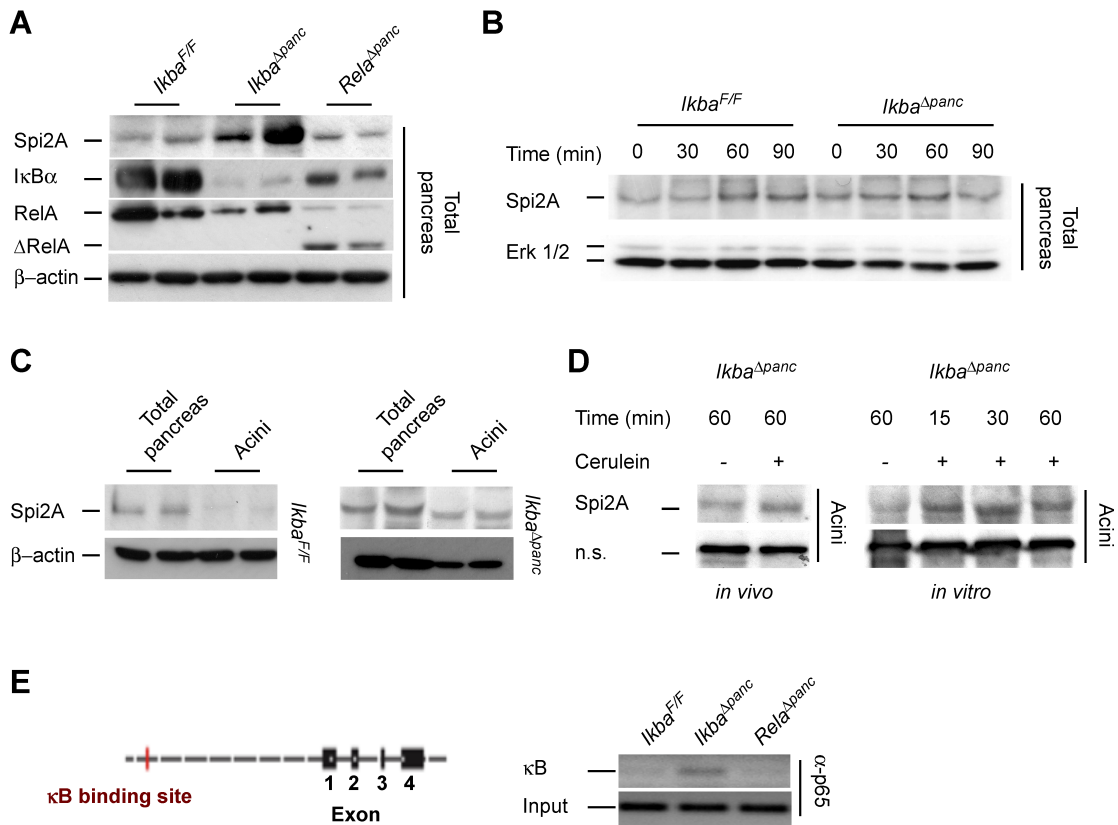 A
Ikba^F/F Ikba^Δpanc Rela^Δpanc
Spi2A
IκBα
RelA
ΔRelA
β–actin
Total pancreas
B
Ikba^F/F Ikba^Δpanc
Time (min) 0 30 60 90 0 30 60 90
Spi2A
Erk 1/2
Total pancreas
C
Total pancreas Acini Total pancreas Acini
Spi2A
β–actin
Ikba^F/F
Ikba^Δpanc
D
Ikba^Δpanc Ikba^Δpanc
Time (min) 60 60 60 15 30 60
Cerulein - + - + + +
Spi2A
n.s.
Acini
Acini
in vivo in vitro
E
1 2 3 4
κB binding site
Exon
Ikba^F/F Ikba^Δpanc Rela^Δpanc
κB
Input
α-p65